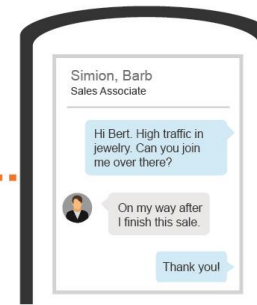 Simion, Barb
Sales Associate
Hi Bert. High traffic in
jewelry. Can you join
me over there?
On my way after
I finish this sale.
Thank you!